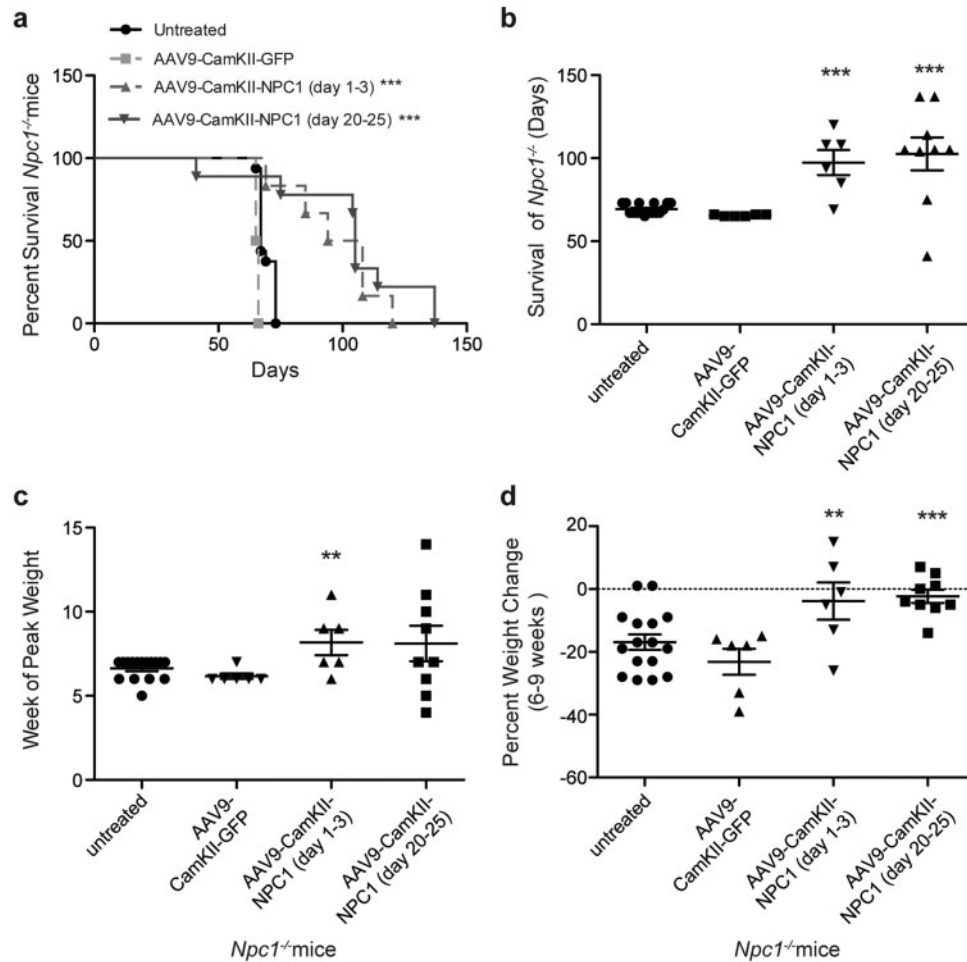 a
Untreated
AAV9-CamKII-GFP
AAV9-CamKII-NPC1 (day 1-3) ***
AAV9-CamKII-NPC1 (day 20-25) ***
Percent Survival Npc1-/-mice
150
100
50
0
0
50
100
150
Days
b
Survival of Npc1-/- (Days)
150
100
50
0
***
***
untreated
AAV9-
CamKII-GFP
AAV9-CamKII-
NPC1 (day 1-3)
AAV9-CamKII-
NPC1 (day 20-25)
c
Week of Peak Weight
15
10
5
0
**
untreated
AAV9-
CamKII-GFP
AAV9-CamKII-
NPC1 (day 1-3)
AAV9-CamKII-
NPC1 (day 20-25)
Npc1-/-mice
d
Percent Weight Change
(6-9 weeks)
20
0
-20
-40
-60
**
***
untreated
AAV9-
CamKII-GFP
AAV9-CamKII-
NPC1 (day 1-3)
AAV9-CamKII-
NPC1 (day 20-25)
Npc1-/-mice